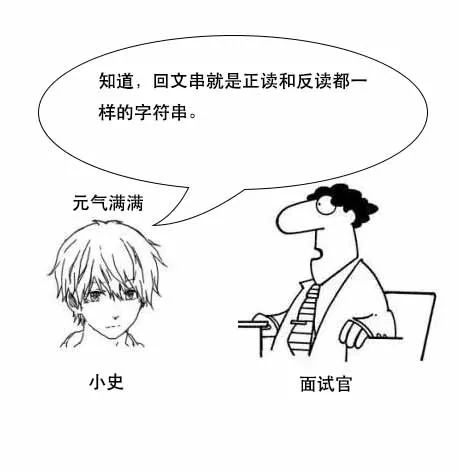 知道，回文串就是正读和反读都一
样的字符串。
元气满满
小史
面试官